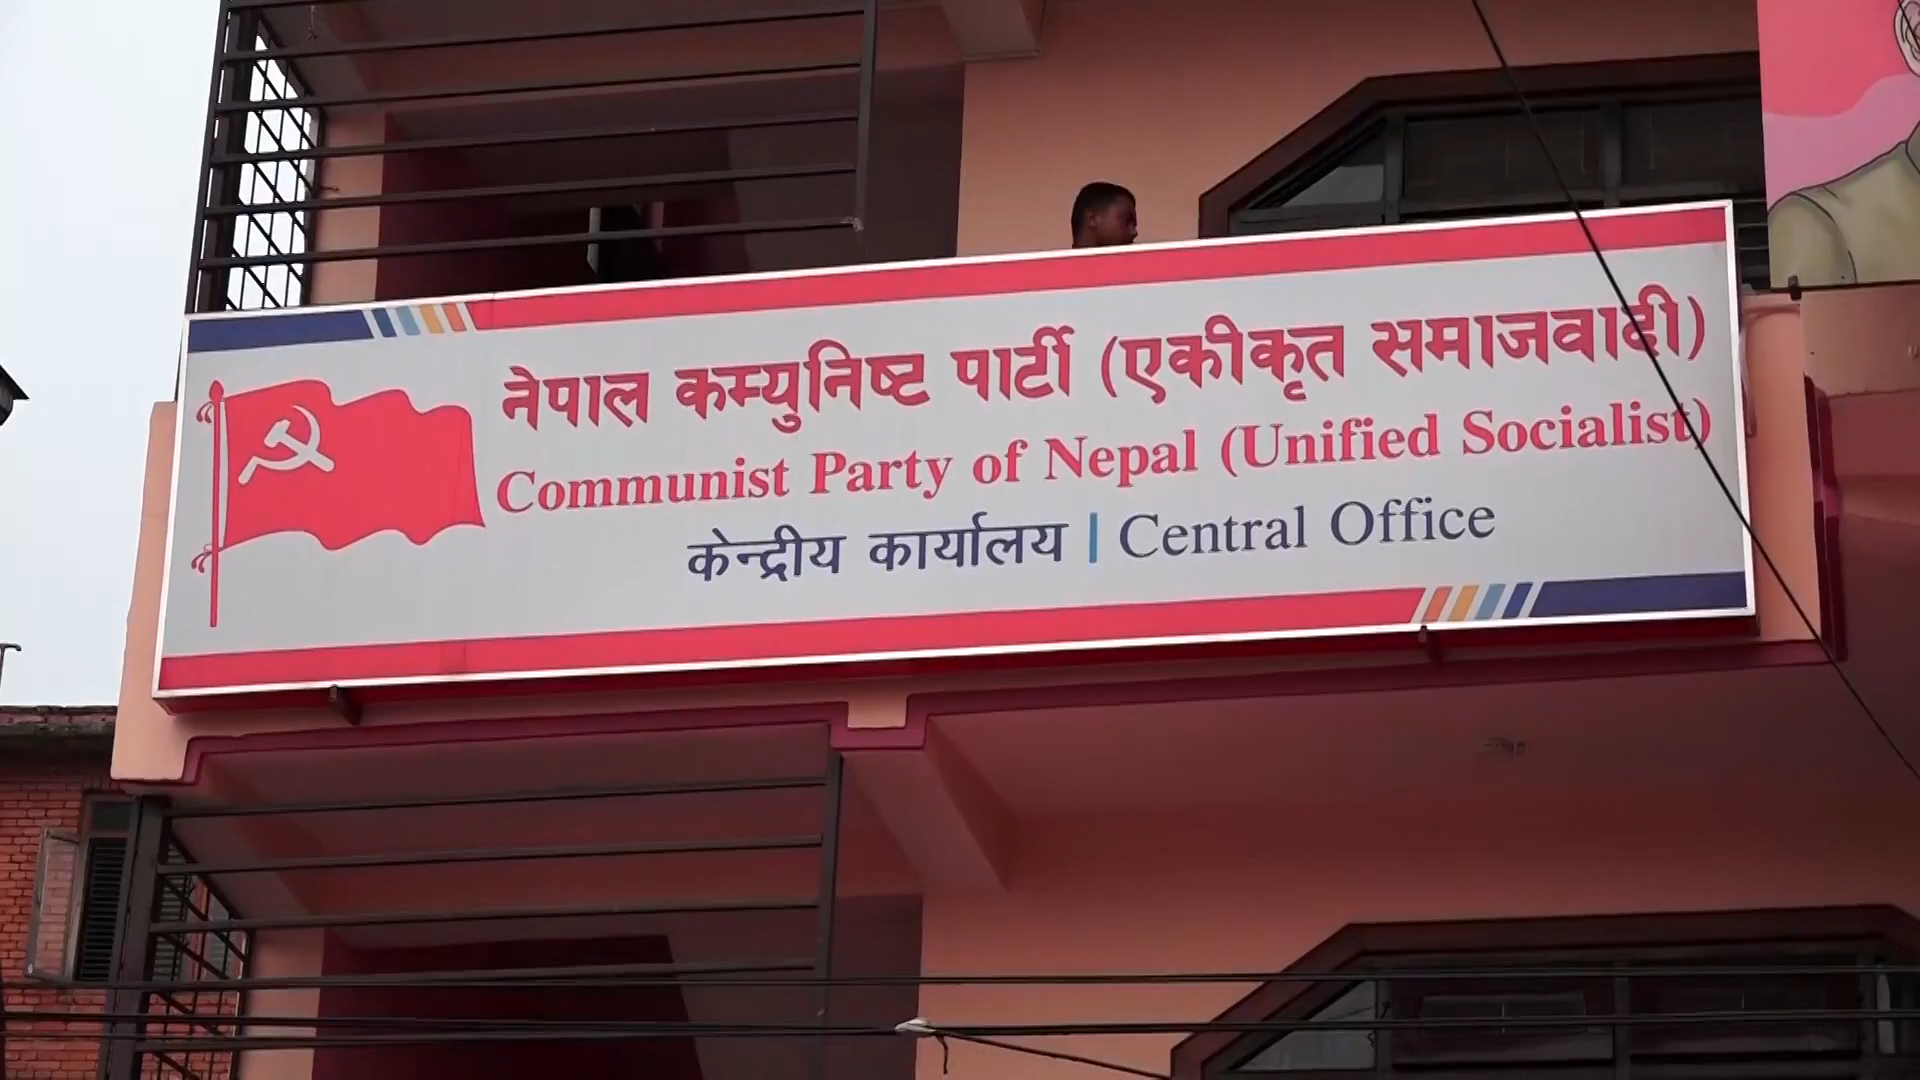 नेपाल कम्युनिष्ट पार्टी (एकीकृत समाजवादी)
Communist Party of Nepal (Unified Socialist)
केन्द्रीय कार्यालय | Central Office